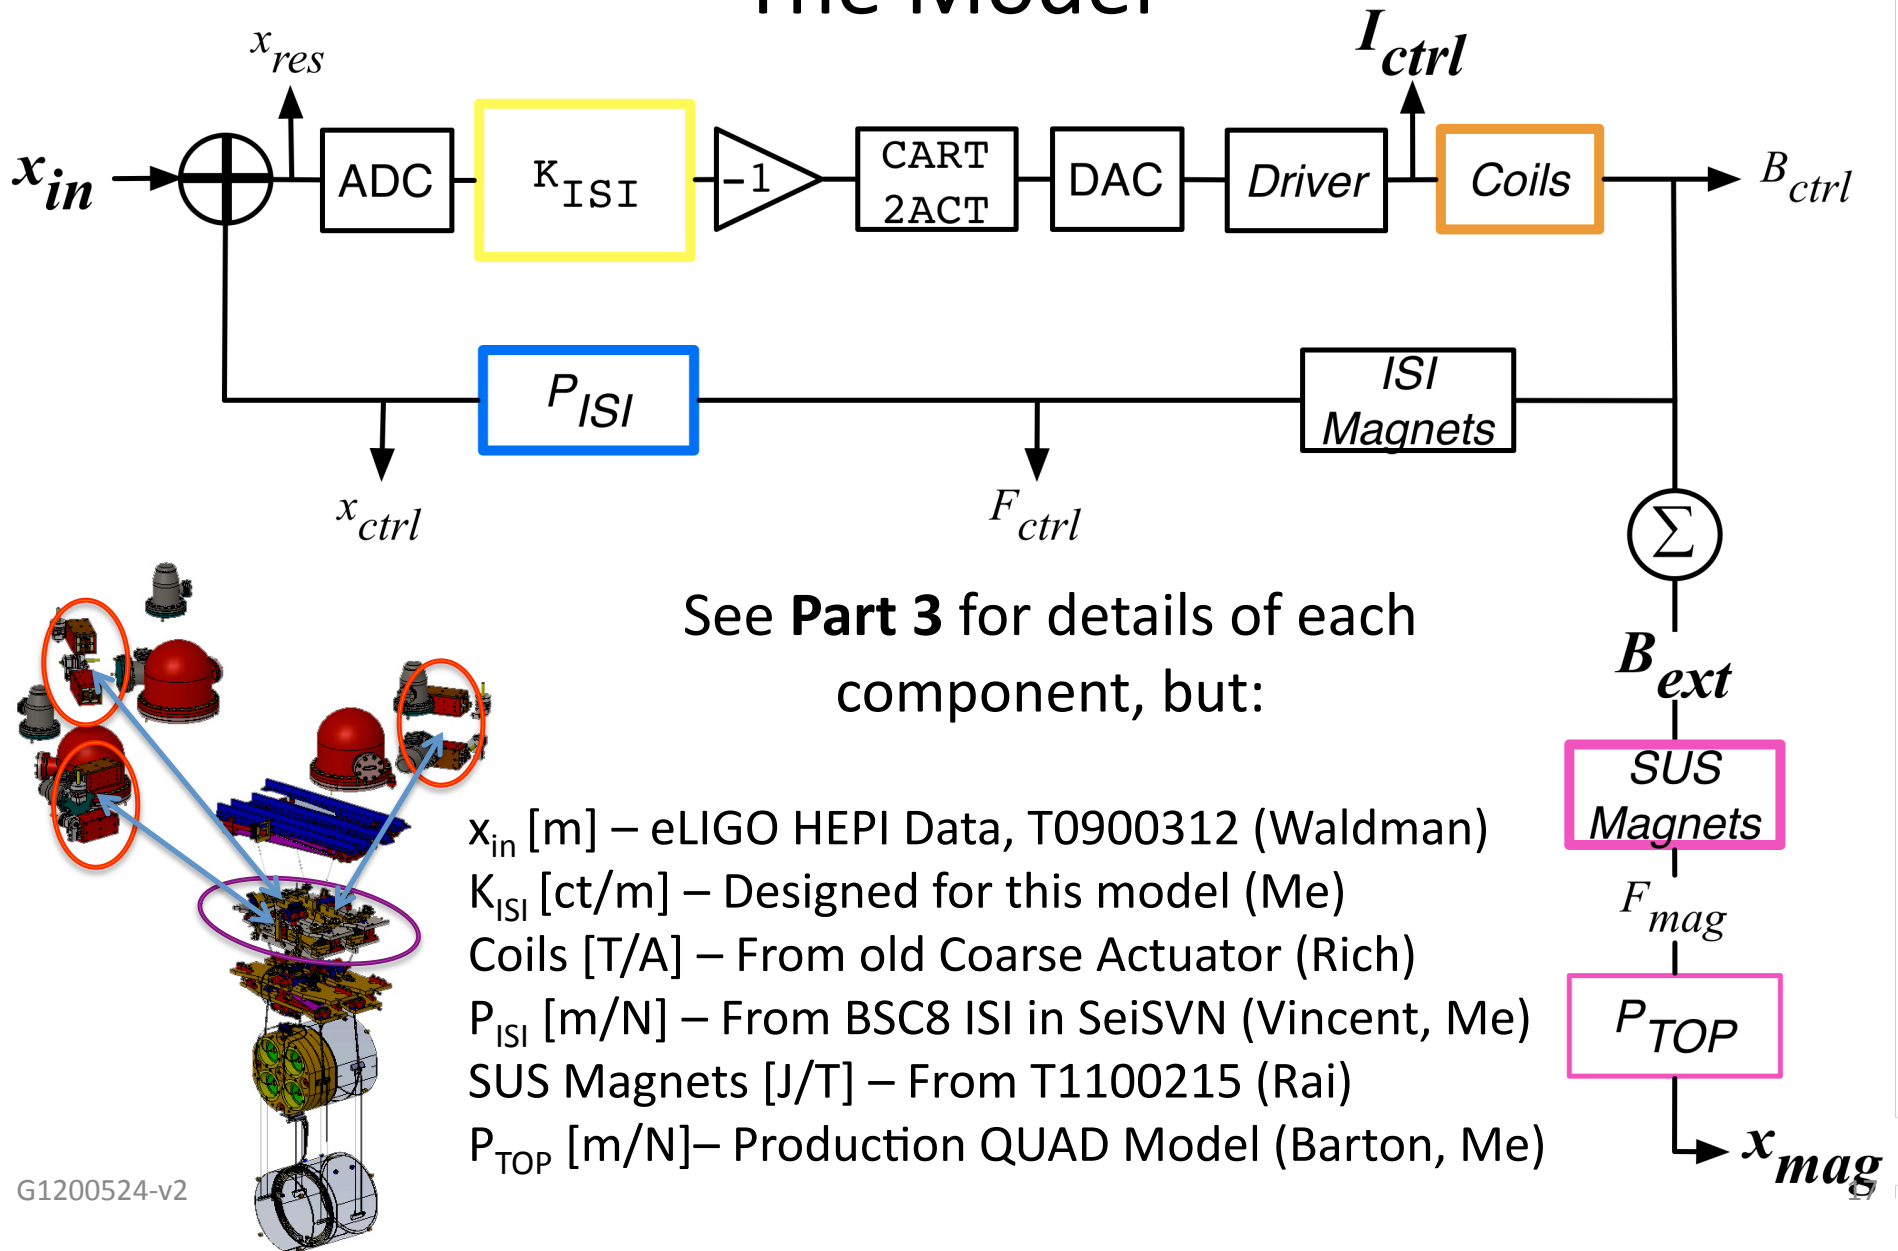 The Model
x_res
I_ctrl
x_in
ADC
K_ISI
-1
CART
2ACT
DAC
Driver
Coils
B_ctrl
P_ISI
ISI
Magnets
x_ctrl
F_ctrl
Σ
See Part 3 for details of each
component, but:
B_ext
SUS
Magnets
F_mag
P_TOP
x_mag
x_in [m] – eLIGO HEPI Data, T0900312 (Waldman)
K_ISI [ct/m] – Designed for this model (Me)
Coils [T/A] – From old Coarse Actuator (Rich)
P_ISI [m/N] – From BSC8 ISI in SeiSVN (Vincent, Me)
SUS Magnets [J/T] – From T1100215 (Rai)
P_TOP [m/N]– Production QUAD Model (Barton, Me)
G1200524-v2
17